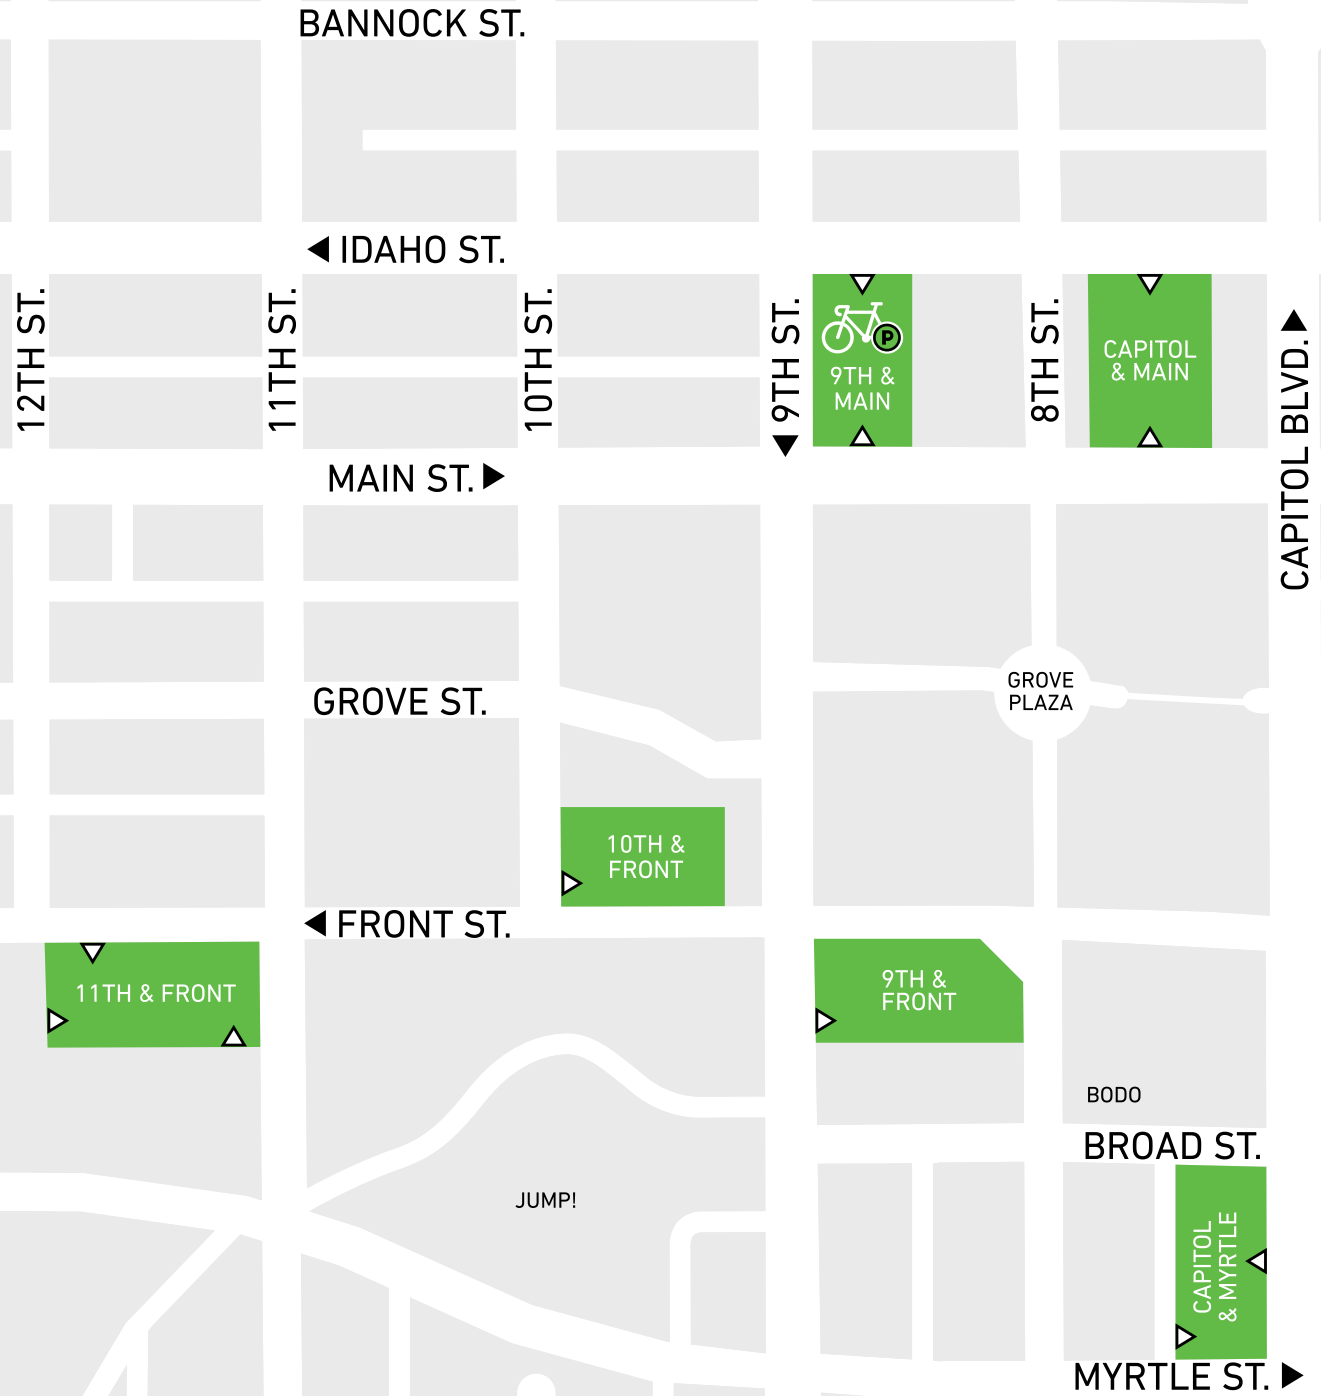 BANNOCK ST.
IDAHO ST.
12TH ST.
11TH ST.
10TH ST.
9TH ST.
P
9TH &
MAIN
8TH ST.
CAPITOL
& MAIN
CAPITOL BLVD.
MAIN ST.
GROVE ST.
GROVE
PLAZA
10TH &
FRONT
FRONT ST.
11TH & FRONT
9TH &
FRONT
BODO
BROAD ST.
JUMP!
CAPITOL
& MYRTLE
MYRTLE ST.